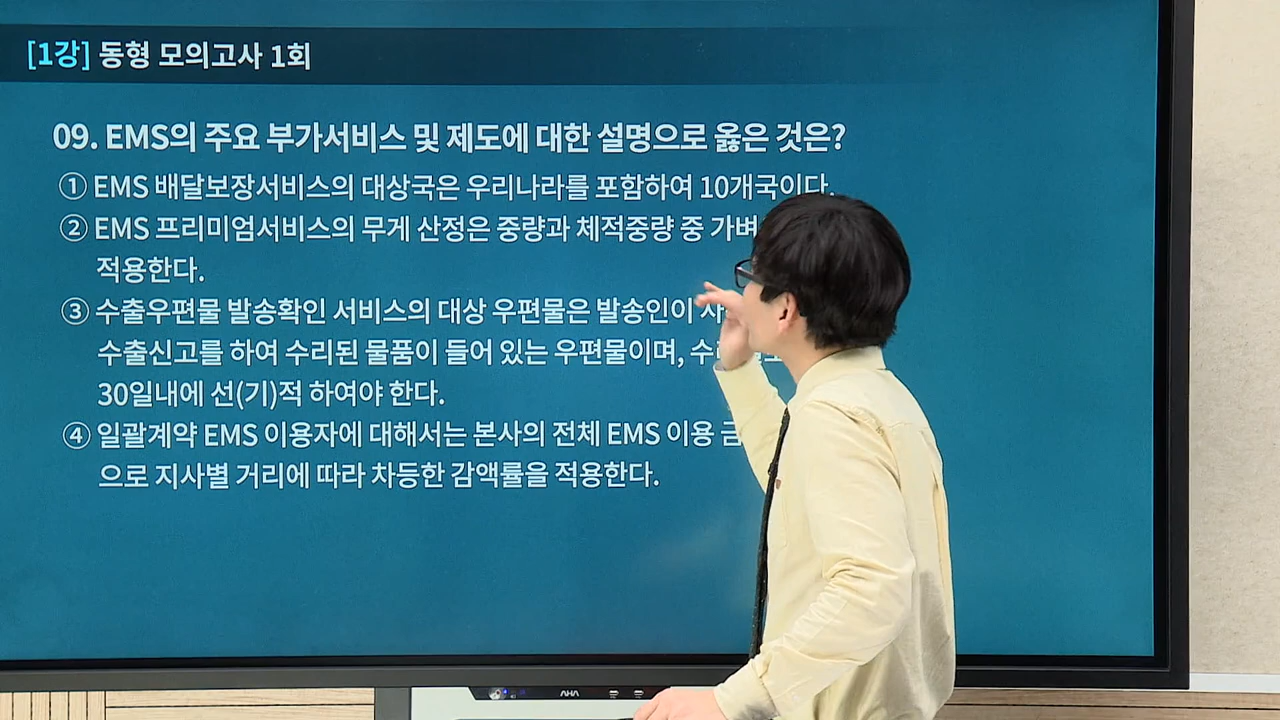 [1강] 동형 모의고사 1회
09. EMS의 주요 부가서비스 및 제도에 대한 설명으로 옳은 것은?
① EMS 배달보장서비스의 대상국은 우리나라를 포함하여 10개국이다.
② EMS 프리미엄서비스의 무게 산정은 중량과 체적중량 중
적용한다.
③ 수출우편물 발송확인 서비스의 대상 우편물은 발송인이
수출신고를 하여 수리된 물품이 들어 있는 우편물이며,
30일내에 선(기)적 하여야 한다.
④ 일괄계약 EMS 이용자에 대해서는 본사의 전체 EMS 이용
으로 지사별 거리에 따라 차등한 감액률을 적용한다.
AHA